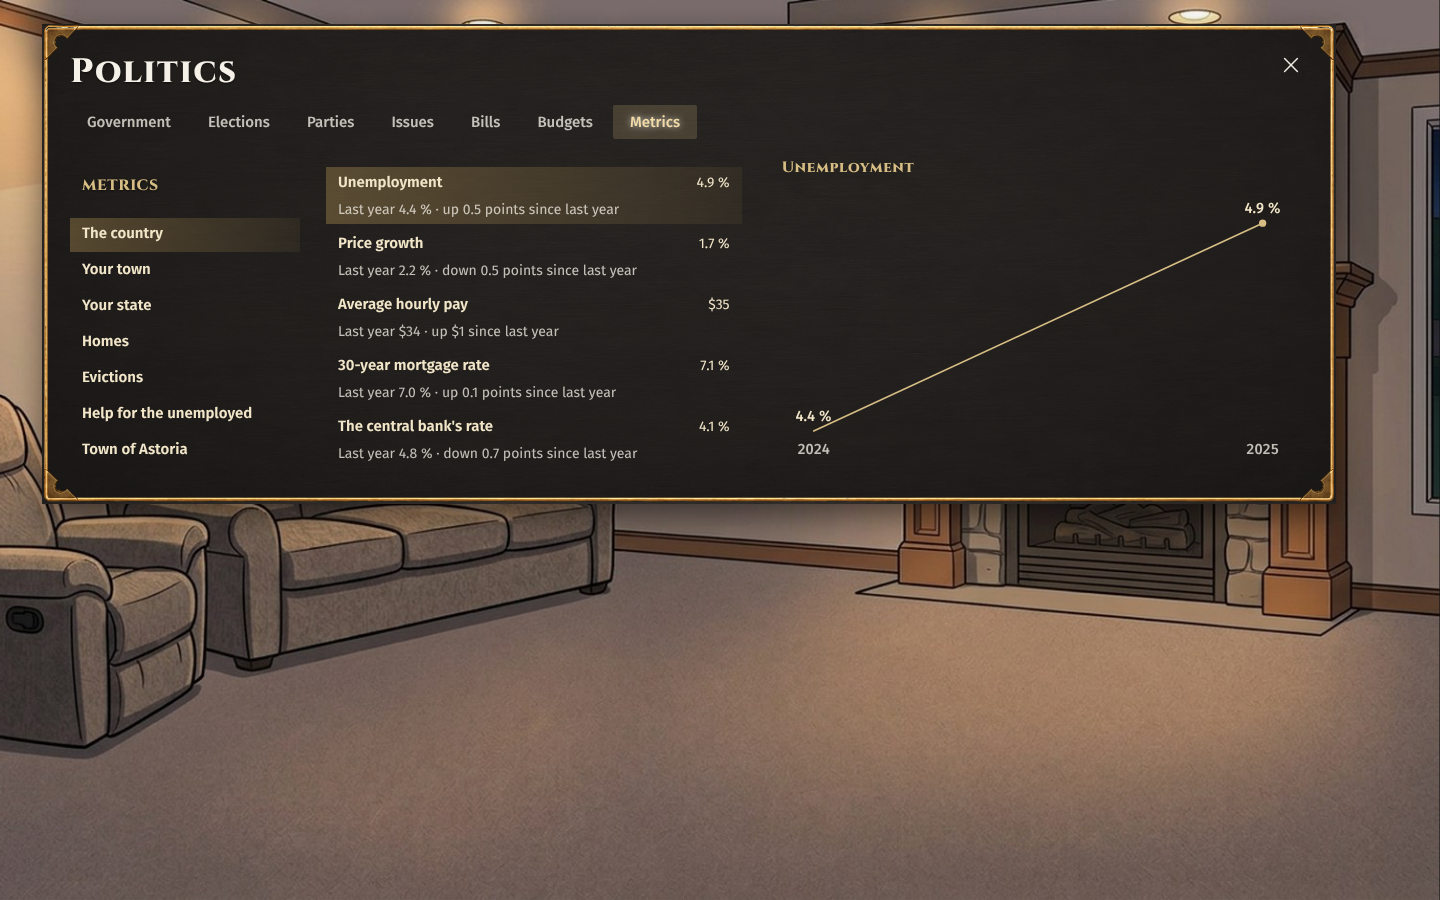 Politics
Government Elections Parties Issues Bills Budgets Metrics
METRICS
The country
Your town
Your state
Homes
Evictions
Help for the unemployed
Town of Astoria
Unemployment 4.9 %
Last year 4.4 % · up 0.5 points since last year
Price growth 1.7 %
Last year 2.2 % · down 0.5 points since last year
Average hourly pay $35
Last year $34 · up $1 since last year
30-year mortgage rate 7.1 %
Last year 7.0 % · up 0.1 points since last year
The central bank's rate 4.1 %
Last year 4.8 % · down 0.7 points since last year
Unemployment
4.9 %
4.4 %
2024 2025